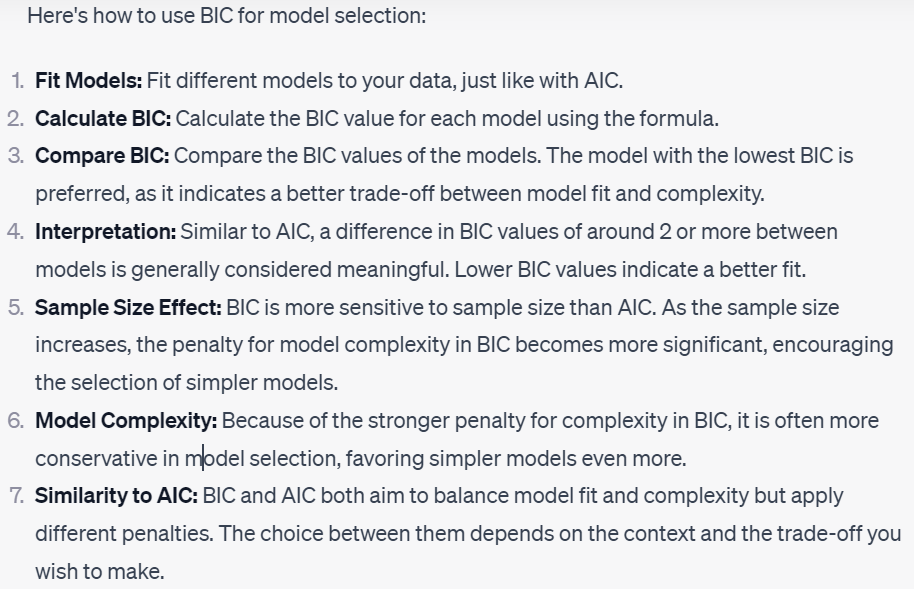 Here's how to use BIC for model selection:
1. Fit Models: Fit different models to your data, just like with AIC.
2. Calculate BIC: Calculate the BIC value for each model using the formula.
3. Compare BIC: Compare the BIC values of the models. The model with the lowest BIC is
preferred, as it indicates a better trade-off between model fit and complexity.
4. Interpretation: Similar to AIC, a difference in BIC values of around 2 or more between
models is generally considered meaningful. Lower BIC values indicate a better fit.
5. Sample Size Effect: BIC is more sensitive to sample size than AIC. As the sample size
increases, the penalty for model complexity in BIC becomes more significant, encouraging
the selection of simpler models.
6. Model Complexity: Because of the stronger penalty for complexity in BIC, it is often more
conservative in model selection, favoring simpler models even more.
7. Similarity to AIC: BIC and AIC both aim to balance model fit and complexity but apply
different penalties. The choice between them depends on the context and the trade-off you
wish to make.